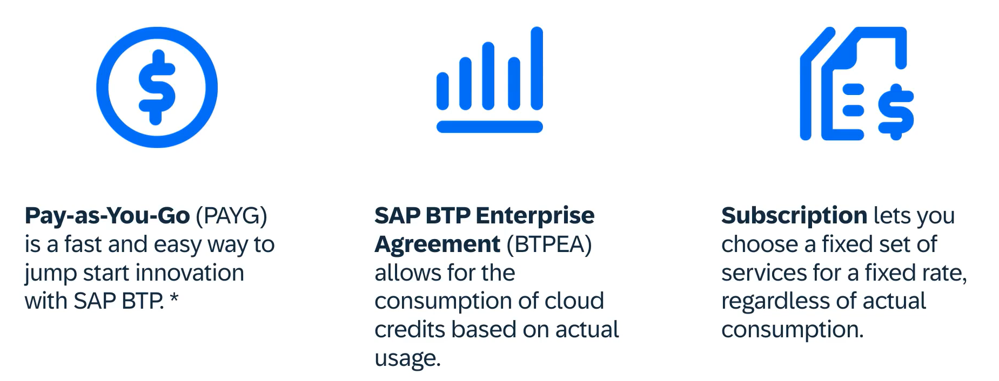 Pay-as-You-Go (PAYG)
is a fast and easy way to
jump start innovation
with SAP BTP. *
SAP BTP Enterprise
Agreement (BTPEA)
allows for the
consumption of cloud
credits based on actual
usage.
Subscription lets you
choose a fixed set of
services for a fixed rate,
regardless of actual
consumption.